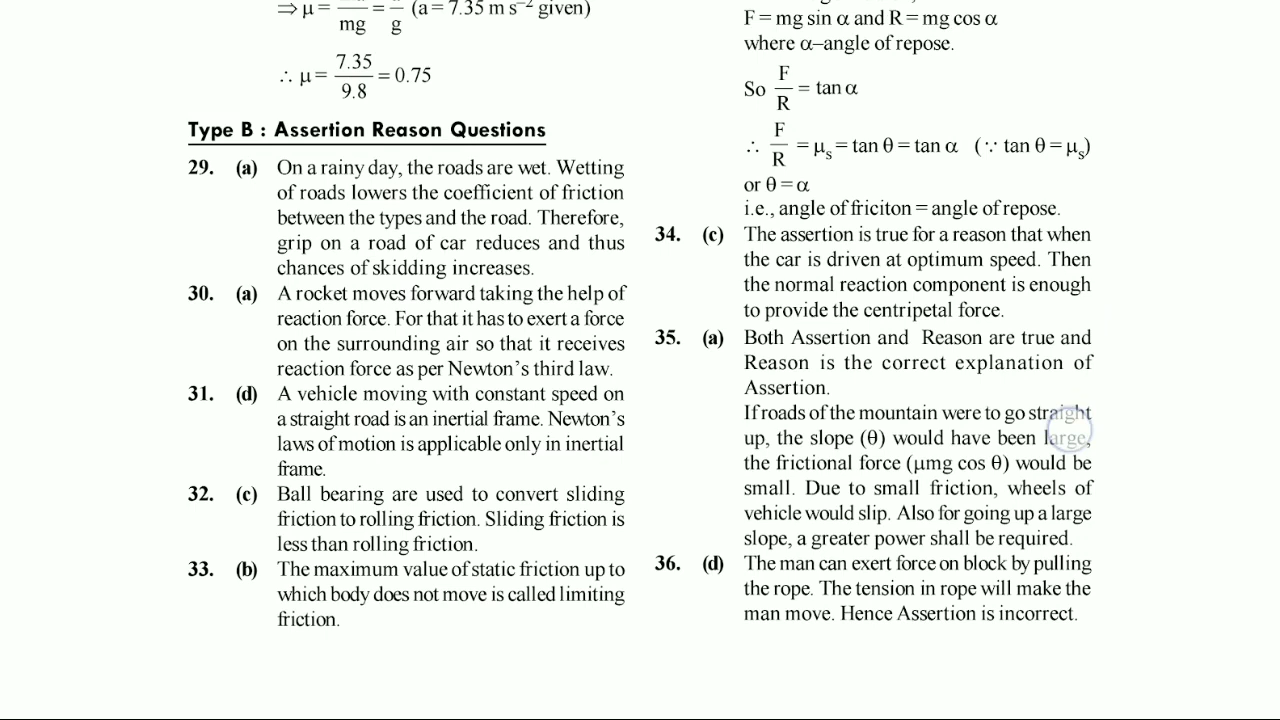 ⇒ μ = — = — (a = 7.35 m s⁻² given)
mg g
∴ μ = 7.35 / 9.8 = 0.75
Type B : Assertion Reason Questions
29. (a) On a rainy day, the roads are wet. Wetting
of roads lowers the coefficient of friction
between the types and the road. Therefore,
grip on a road of car reduces and thus
chances of skidding increases.
30. (a) A rocket moves forward taking the help of
reaction force. For that it has to exert a force
on the surrounding air so that it receives
reaction force as per Newton's third law.
31. (d) A vehicle moving with constant speed on
a straight road is an inertial frame. Newton's
laws of motion is applicable only in inertial
frame.
32. (c) Ball bearing are used to convert sliding
friction to rolling friction. Sliding friction is
less than rolling friction.
33. (b) The maximum value of static friction up to
which body does not move is called limiting
friction.
F = mg sin α and R = mg cos α
where α–angle of repose.
So F / R = tan α
∴ F / R = μs = tan θ = tan α (∵ tan θ = μs)
or θ = α
i.e., angle of friciton = angle of repose.
34. (c) The assertion is true for a reason that when
the car is driven at optimum speed. Then
the normal reaction component is enough
to provide the centripetal force.
35. (a) Both Assertion and Reason are true and
Reason is the correct explanation of
Assertion.
If roads of the mountain were to go straight
up, the slope (θ) would have been large,
the frictional force (μmg cos θ) would be
small. Due to small friction, wheels of
vehicle would slip. Also for going up a large
slope, a greater power shall be required.
36. (d) The man can exert force on block by pulling
the rope. The tension in rope will make the
man move. Hence Assertion is incorrect.